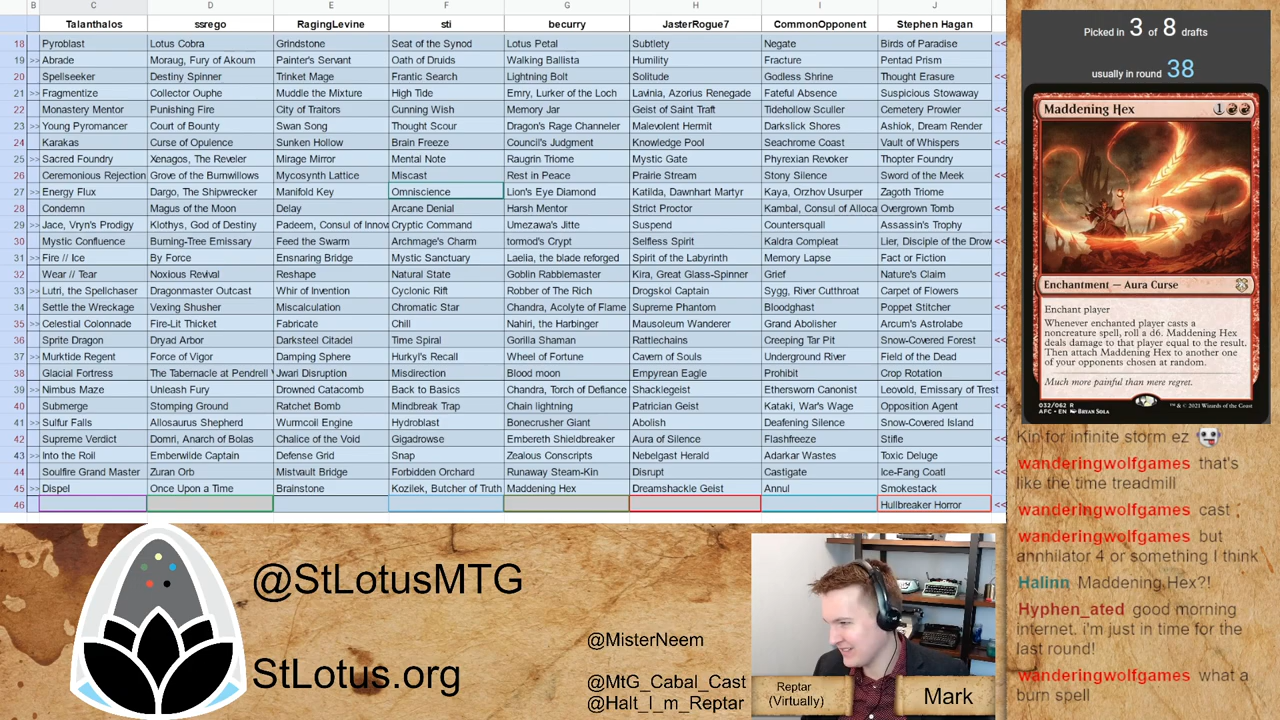 B C D E F G H I J
Talanthalos ssrego RagingLevine sti becurry JasterRogue7 CommonOpponent Stephen Hagan
18 Pyroblast Lotus Cobra Grindstone Seat of the Synod Lotus Petal Subtlety Negate Birds of Paradise <<
19 >> Abrade Moraug, Fury of Akoum Painter's Servant Oath of Druids Walking Ballista Humility Fracture Pentad Prism
20 Spellseeker Destiny Spinner Trinket Mage Frantic Search Lightning Bolt Solitude Godless Shrine Thought Erasure <<
21 >> Fragmentize Collector Ouphe Muddle the Mixture High Tide Emry, Lurker of the Loch Lavinia, Azorius Renegade Fateful Absence Suspicious Stowaway
22 Monastery Mentor Punishing Fire City of Traitors Cunning Wish Memory Jar Geist of Saint Traft Tidehollow Sculler Cemetery Prowler <<
23 >> Young Pyromancer Court of Bounty Swan Song Thought Scour Dragon's Rage Channeler Malevolent Hermit Darkslick Shores Ashiok, Dream Render
24 Karakas Curse of Opulence Sunken Hollow Brain Freeze Council's Judgment Knowledge Pool Seachrome Coast Vault of Whispers <<
25 >> Sacred Foundry Xenagos, The Reveler Mirage Mirror Mental Note Raugrin Triome Mystic Gate Phyrexian Revoker Thopter Foundry
26 Ceremonious Rejection Grove of the Burnwillows Mycosynth Lattice Miscast Rest in Peace Prairie Stream Stony Silence Sword of the Meek <<
27 >> Energy Flux Dargo, The Shipwrecker Manifold Key Omniscience Lion's Eye Diamond Katilda, Dawnhart Martyr Kaya, Orzhov Usurper Zagoth Triome
28 Condemn Magus of the Moon Delay Arcane Denial Harsh Mentor Strict Proctor Kambal, Consul of Alloca Overgrown Tomb <<
29 >> Jace, Vryn's Prodigy Klothys, God of Destiny Padeem, Consul of Innov Cryptic Command Umezawa's Jitte Suspend Countersquall Assassin's Trophy
30 Mystic Confluence Burning-Tree Emissary Feed the Swarm Archmage's Charm tormod's Crypt Selfless Spirit Kaldra Compleat Lier, Disciple of the Drow <<
31 >> Fire // Ice By Force Ensnaring Bridge Mystic Sanctuary Laelia, the blade reforged Spirit of the Labyrinth Memory Lapse Fact or Fiction
32 Wear // Tear Noxious Revival Reshape Natural State Goblin Rabblemaster Kira, Great Glass-Spinner Grief Nature's Claim <<
33 >> Lutri, the Spellchaser Dragonmaster Outcast Whir of Invention Cyclonic Rift Robber of The Rich Drogskol Captain Sygg, River Cutthroat Carpet of Flowers
34 Settle the Wreckage Vexing Shusher Miscalculation Chromatic Star Chandra, Acolyte of Flame Supreme Phantom Bloodghast Poppet Stitcher <<
35 >> Celestial Colonnade Fire-Lit Thicket Fabricate Chill Nahiri, the Harbinger Mausoleum Wanderer Grand Abolisher Arcum's Astrolabe
36 Sprite Dragon Dryad Arbor Darksteel Citadel Time Spiral Gorilla Shaman Rattlechains Creeping Tar Pit Snow-Covered Forest <<
37 >> Murktide Regent Force of Vigor Damping Sphere Hurkyl's Recall Wheel of Fortune Cavern of Souls Underground River Field of the Dead
38 Glacial Fortress The Tabernacle at Pendrell V Jwari Disruption Misdirection Blood moon Empyrean Eagle Prohibit Crop Rotation <<
39 >> Nimbus Maze Unleash Fury Drowned Catacomb Back to Basics Chandra, Torch of Defiance Shacklegeist Ethersworn Canonist Leovold, Emissary of Trest
40 Submerge Stomping Ground Ratchet Bomb Mindbreak Trap Chain lightning Patrician Geist Kataki, War's Wage Opposition Agent <<
41 >> Sulfur Falls Allosaurus Shepherd Wurmcoil Engine Hydroblast Bonecrusher Giant Abolish Deafening Silence Snow-Covered Island
42 Supreme Verdict Domri, Anarch of Bolas Chalice of the Void Gigadrowse Embereth Shieldbreaker Aura of Silence Flashfreeze Stifle <<
43 >> Into the Roil Emberwilde Captain Defense Grid Snap Zealous Conscripts Nebelgast Herald Adarkar Wastes Toxic Deluge
44 Soulfire Grand Master Zuran Orb Mistvault Bridge Forbidden Orchard Runaway Steam-Kin Disrupt Castigate Ice-Fang Coatl <<
45 >> Dispel Once Upon a Time Brainstone Kozilek, Butcher of Truth Maddening Hex Dreamshackle Geist Annul Smokestack
46 Hullbreaker Horror <<
Picked in 3 of 8 drafts
usually in round 38
Maddening Hex 1
Enchantment — Aura Curse
Enchant player
Whenever enchanted player casts a
noncreature spell, roll a d6. Maddening Hex
deals damage to that player equal to the result.
Then attach Maddening Hex to another one
of your opponents chosen at random.
Much more painful than mere regret.
032/062 R
AFC • EN Bryan Sola
™ & © 2021 Wizards of the Coast
Kin for infinite storm ez
wanderingwolfgames that's
like the time treadmill
wanderingwolfgames cast
wanderingwolfgames but
annhilator 4 or something I think
Halinn Maddening Hex?!
Hyphen_ated good morning
internet. i'm just in time for the
last round!
wanderingwolfgames what a
burn spell
@StLotusMTG
StLotus.org
@MisterNeem
@MtG_Cabal_Cast
@Halt_I_m_Reptar
Reptar
(Virtually)
Mark